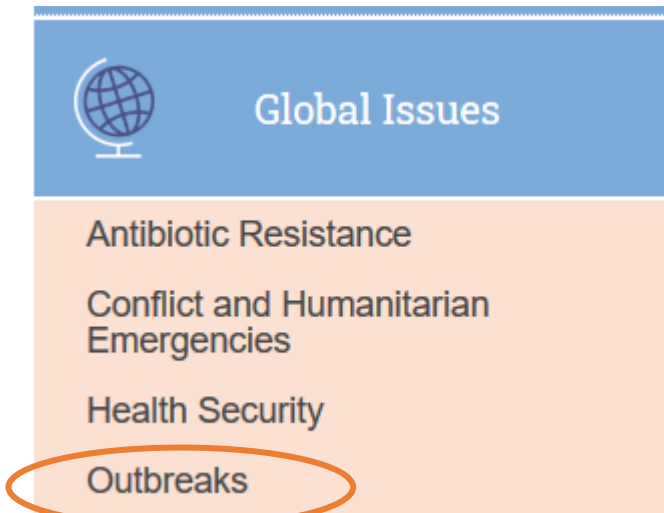 Global Issues
Antibiotic Resistance
Conflict and Humanitarian
Emergencies
Health Security
Outbreaks